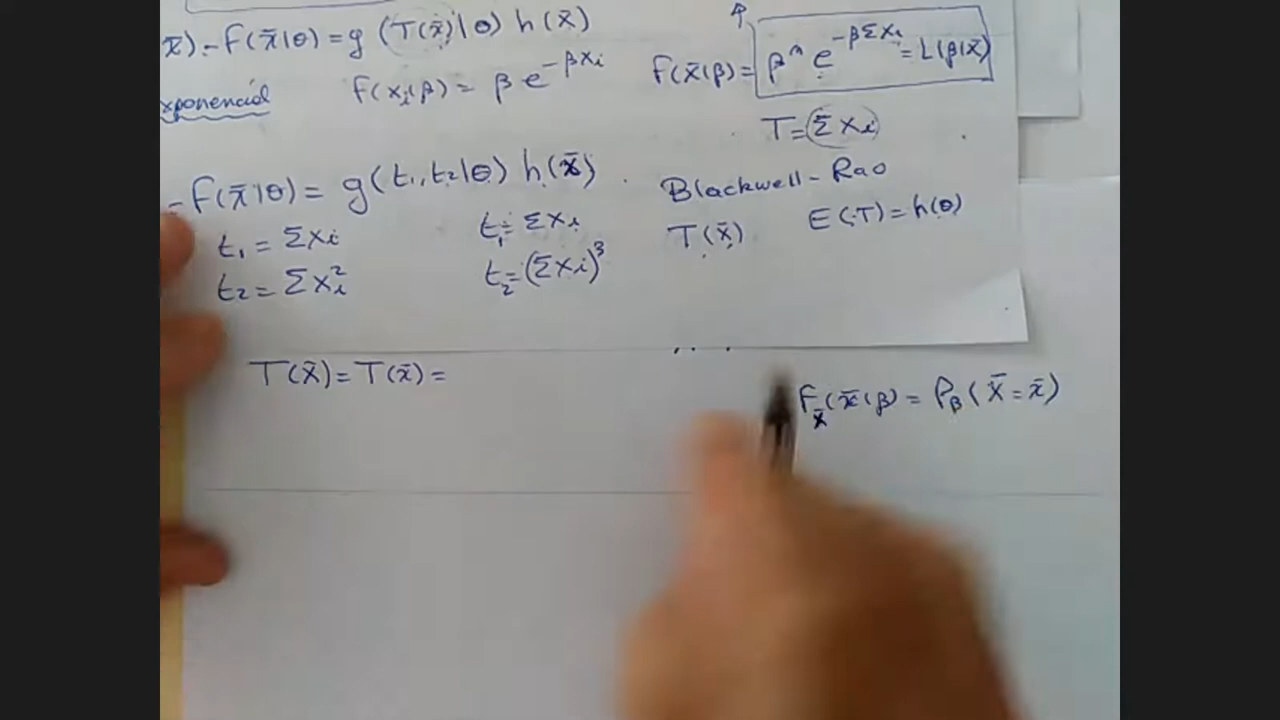 x̄) - f(x̄|θ) = g (T(x̄)|θ) h(x̄)
xponencial f(xi|β) = β e^{-βxi}
f(x̄|β) = β^n e^{-βΣxi} = L(β|x̄)
T = (Σxi)
- f(x̄|θ) = g(t1, t2|θ) h(x̄)
t1 = Σxi
t2 = Σxi²
t1 = Σxi
t2 = (Σxi)³
Blackwell - Rao
T(x̄) E(T) = h(θ)
T(X̄) = T(x̄) =
f_X̄(x̄|β) = Pβ(X̄ = x̄)